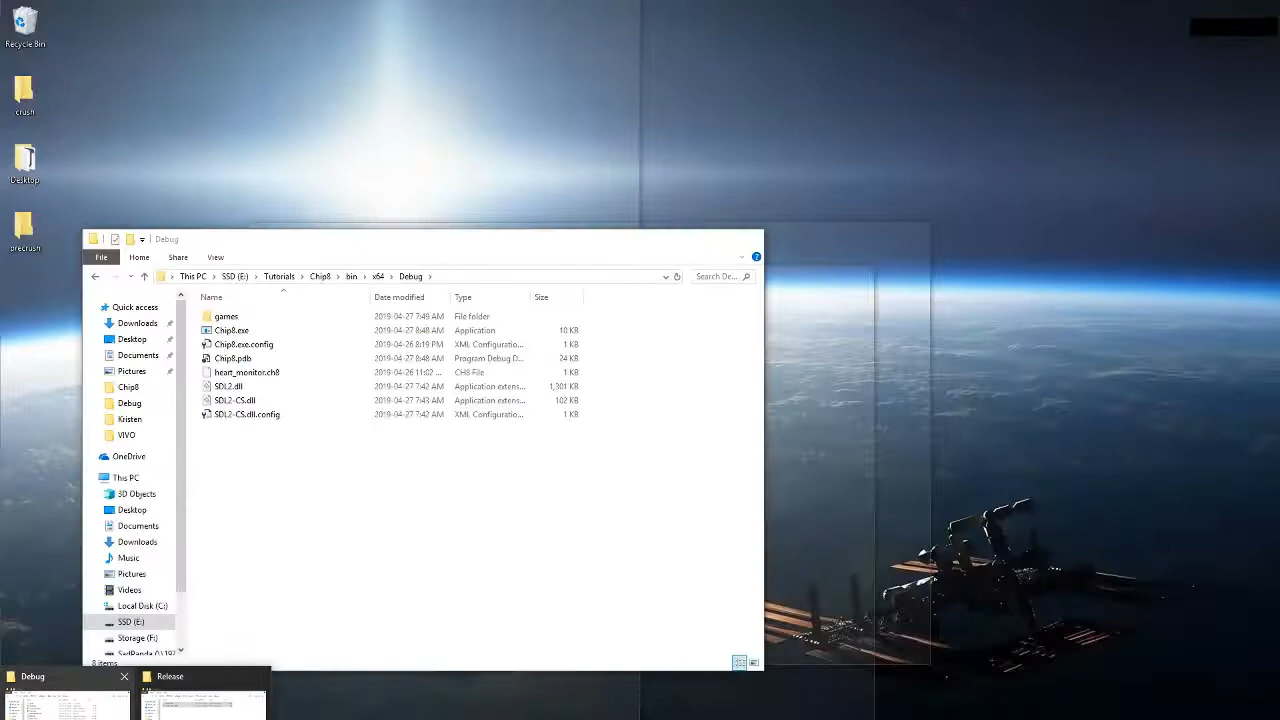 Recycle Bin
crush
Desktop
precrush
Debug
File Home Share View
This PC SSD (E:) Tutorials Chip8 bin x64 Debug
Search De...
Name Date modified Type Size
games 2019-04-27 7:49 AM File folder
Chip8.exe 2019-04-27 8:48 AM Application 10 KB
Chip8.exe.config 2019-04-26 8:19 PM XML Configuratio... 1 KB
Chip8.pdb 2019-04-27 8:48 AM Program Debug D... 24 KB
heart_monitor.ch8 2019-04-26 11:02 ... CH8 File 1 KB
SDL2.dll 2019-04-27 7:42 AM Application extens... 1,301 KB
SDL2-CS.dll 2019-04-27 7:43 AM Application extens... 102 KB
SDL2-CS.dll.config 2019-04-27 7:42 AM XML Configuratio... 1 KB
Quick access
Downloads
Desktop
Documents
Pictures
Chip8
Debug
Kristen
VIVO
OneDrive
This PC
3D Objects
Desktop
Documents
Downloads
Music
Pictures
Videos
Local Disk (C:)
SSD (E:)
Storage (F:)
8 items
Debug
Release